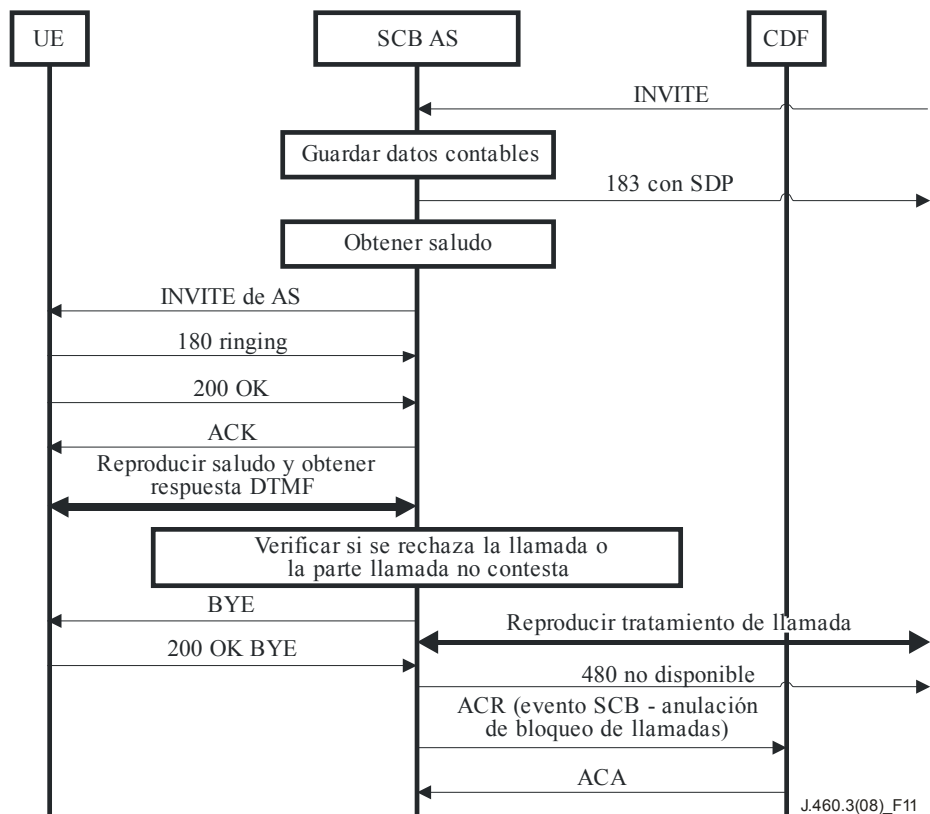 UE
SCB AS
CDF
INVITE
Guardar datos contables
183 con SDP
Obtener saludo
INVITE de AS
180 ringing
200 OK
ACK
Reproducir saludo y obtener
respuesta DTMF
Verificar si se rechaza la llamada o
la parte llamada no contesta
BYE
Reproducir tratamiento de llamada
200 OK BYE
480 no disponible
ACR (evento SCB - anulación
de bloqueo de llamadas)
ACA
J.460.3(08)_F11